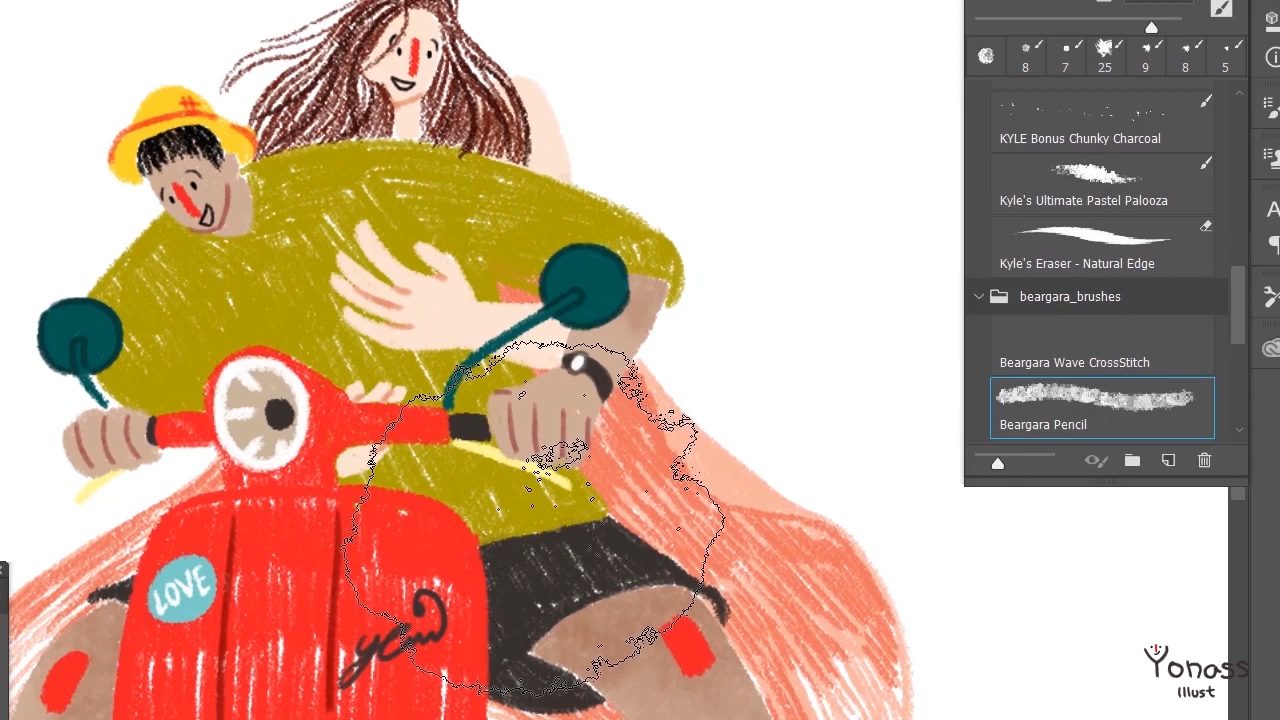 8 7 25 9 8 5
KYLE Bonus Chunky Charcoal
Kyle's Ultimate Pastel Palooza
Kyle's Eraser - Natural Edge
beargara_brushes
Beargara Wave CrossStitch
Beargara Pencil
LOVE
Yonass
Illust